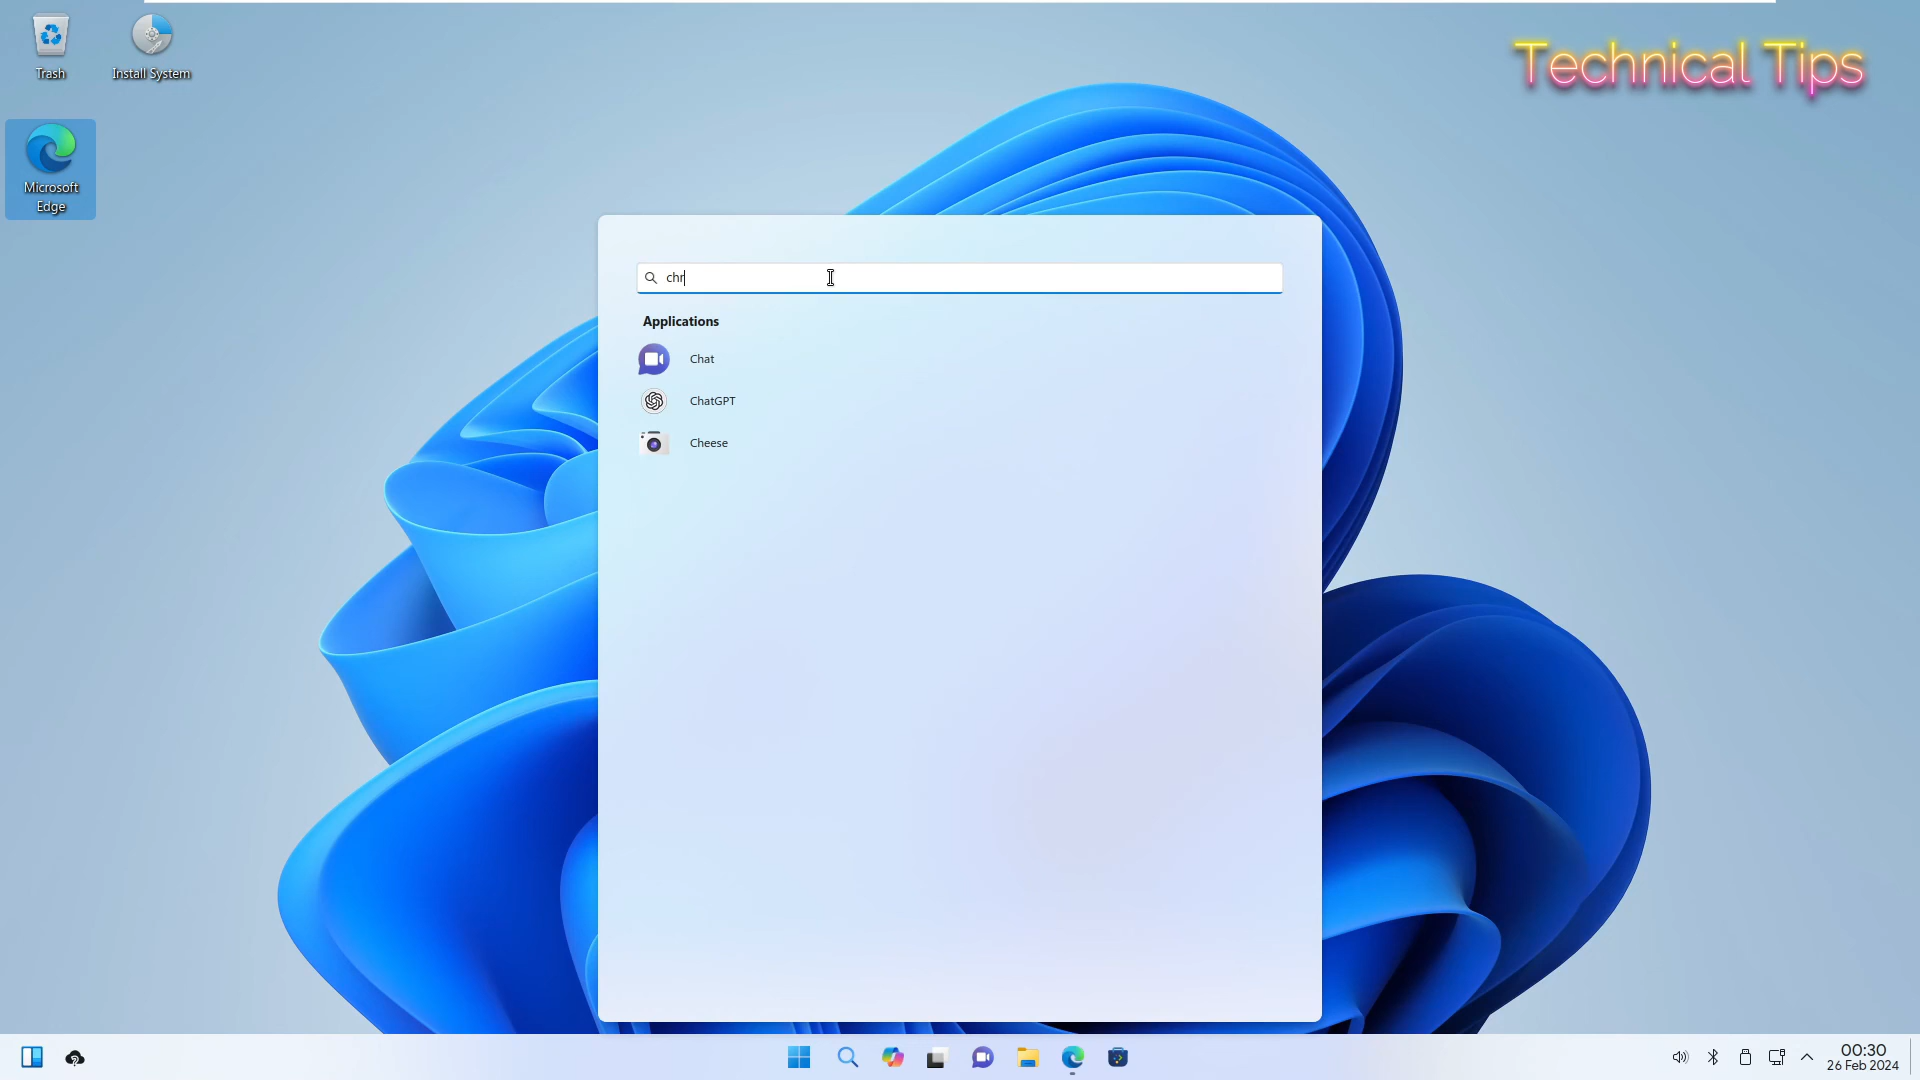 Trash
Install System
Technical Tips
Microsoft
Edge
chr
Applications
Chat
ChatGPT
Cheese
00:30
26 Feb 2024